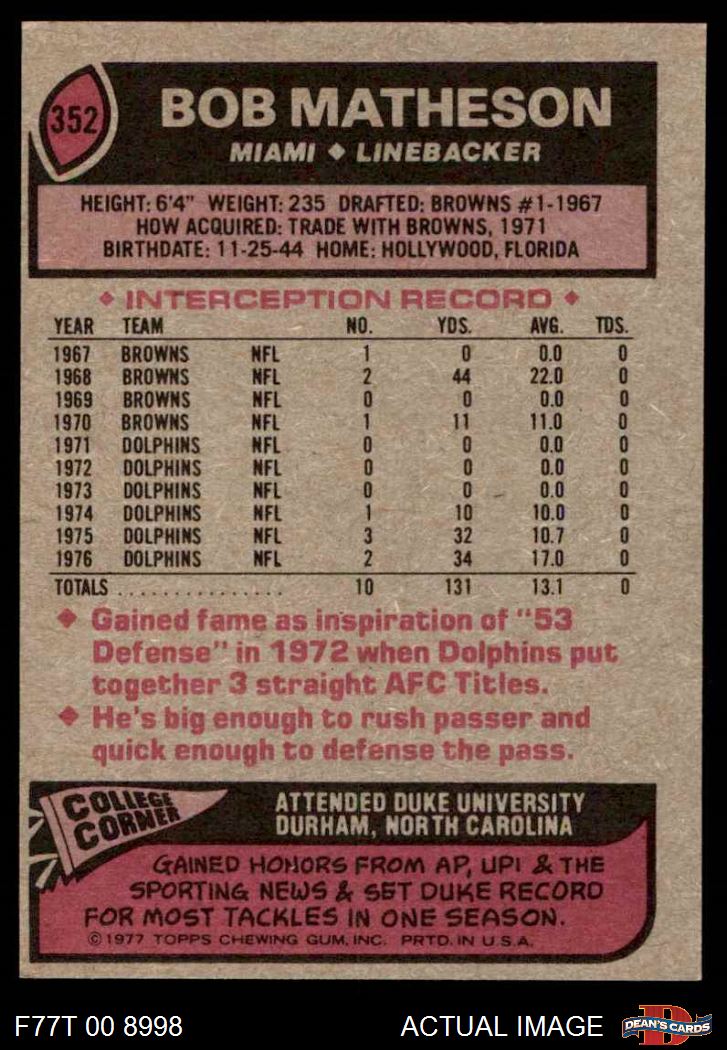 352
BOB MATHESON
MIAMI ◆ LINEBACKER
HEIGHT: 6'4" WEIGHT: 235 DRAFTED: BROWNS #1-1967
HOW ACQUIRED: TRADE WITH BROWNS, 1971
BIRTHDATE: 11-25-44 HOME: HOLLYWOOD, FLORIDA
◆ INTERCEPTION RECORD ◆
YEAR TEAM NO. YDS. AVG. TDS.
1967 BROWNS NFL 1 0 0.0 0
1968 BROWNS NFL 2 44 22.0 0
1969 BROWNS NFL 0 0 0.0 0
1970 BROWNS NFL 1 11 11.0 0
1971 DOLPHINS NFL 0 0 0.0 0
1972 DOLPHINS NFL 0 0 0.0 0
1973 DOLPHINS NFL 0 0 0.0 0
1974 DOLPHINS NFL 1 10 10.0 0
1975 DOLPHINS NFL 3 32 10.7 0
1976 DOLPHINS NFL 2 34 17.0 0
TOTALS ............... 10 131 13.1 0
◆ Gained fame as inspiration of "53
Defense" in 1972 when Dolphins put
together 3 straight AFC Titles.
◆ He's big enough to rush passer and
quick enough to defense the pass.
COLLEGE
CORNER
ATTENDED DUKE UNIVERSITY
DURHAM, NORTH CAROLINA
GAINED HONORS FROM AP, UPI & THE
SPORTING NEWS & SET DUKE RECORD
FOR MOST TACKLES IN ONE SEASON.
©1977 TOPPS CHEWING GUM, INC. PRTD. IN U.S.A.
F77T 00 8998
ACTUAL IMAGE
D
DEAN'S CARDS